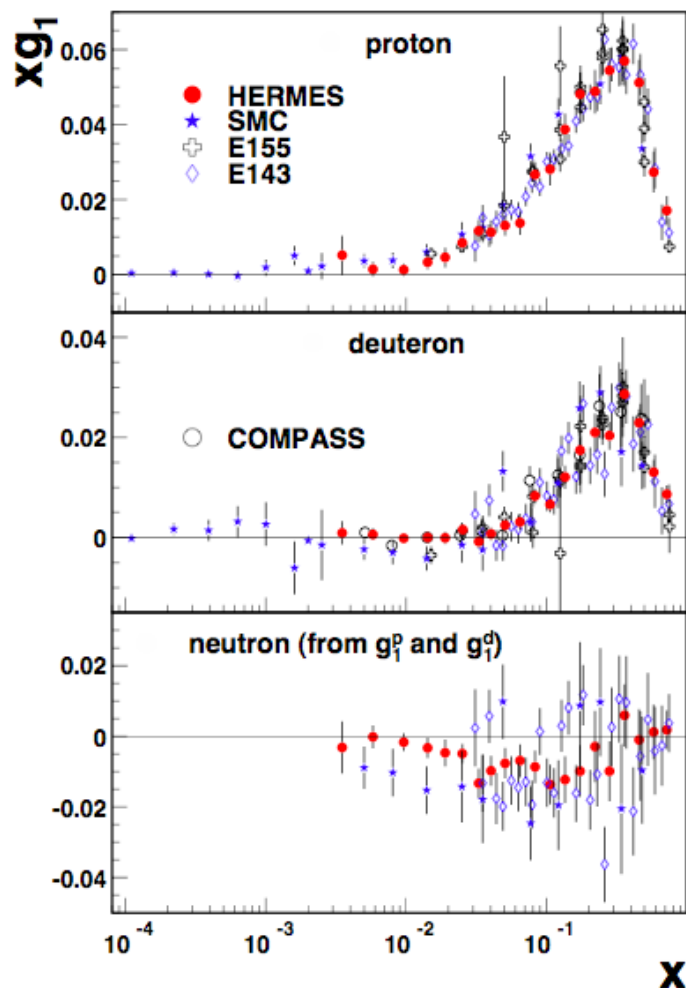 xg₁
proton
HERMES
SMC
E155
E143
0.06
0.04
0.02
0
deuteron
COMPASS
0.04
0.02
0
neutron (from g₁ᵖ and g₁ᵈ)
0.02
0
-0.02
-0.04
10⁻⁴
10⁻³
10⁻²
10⁻¹
x